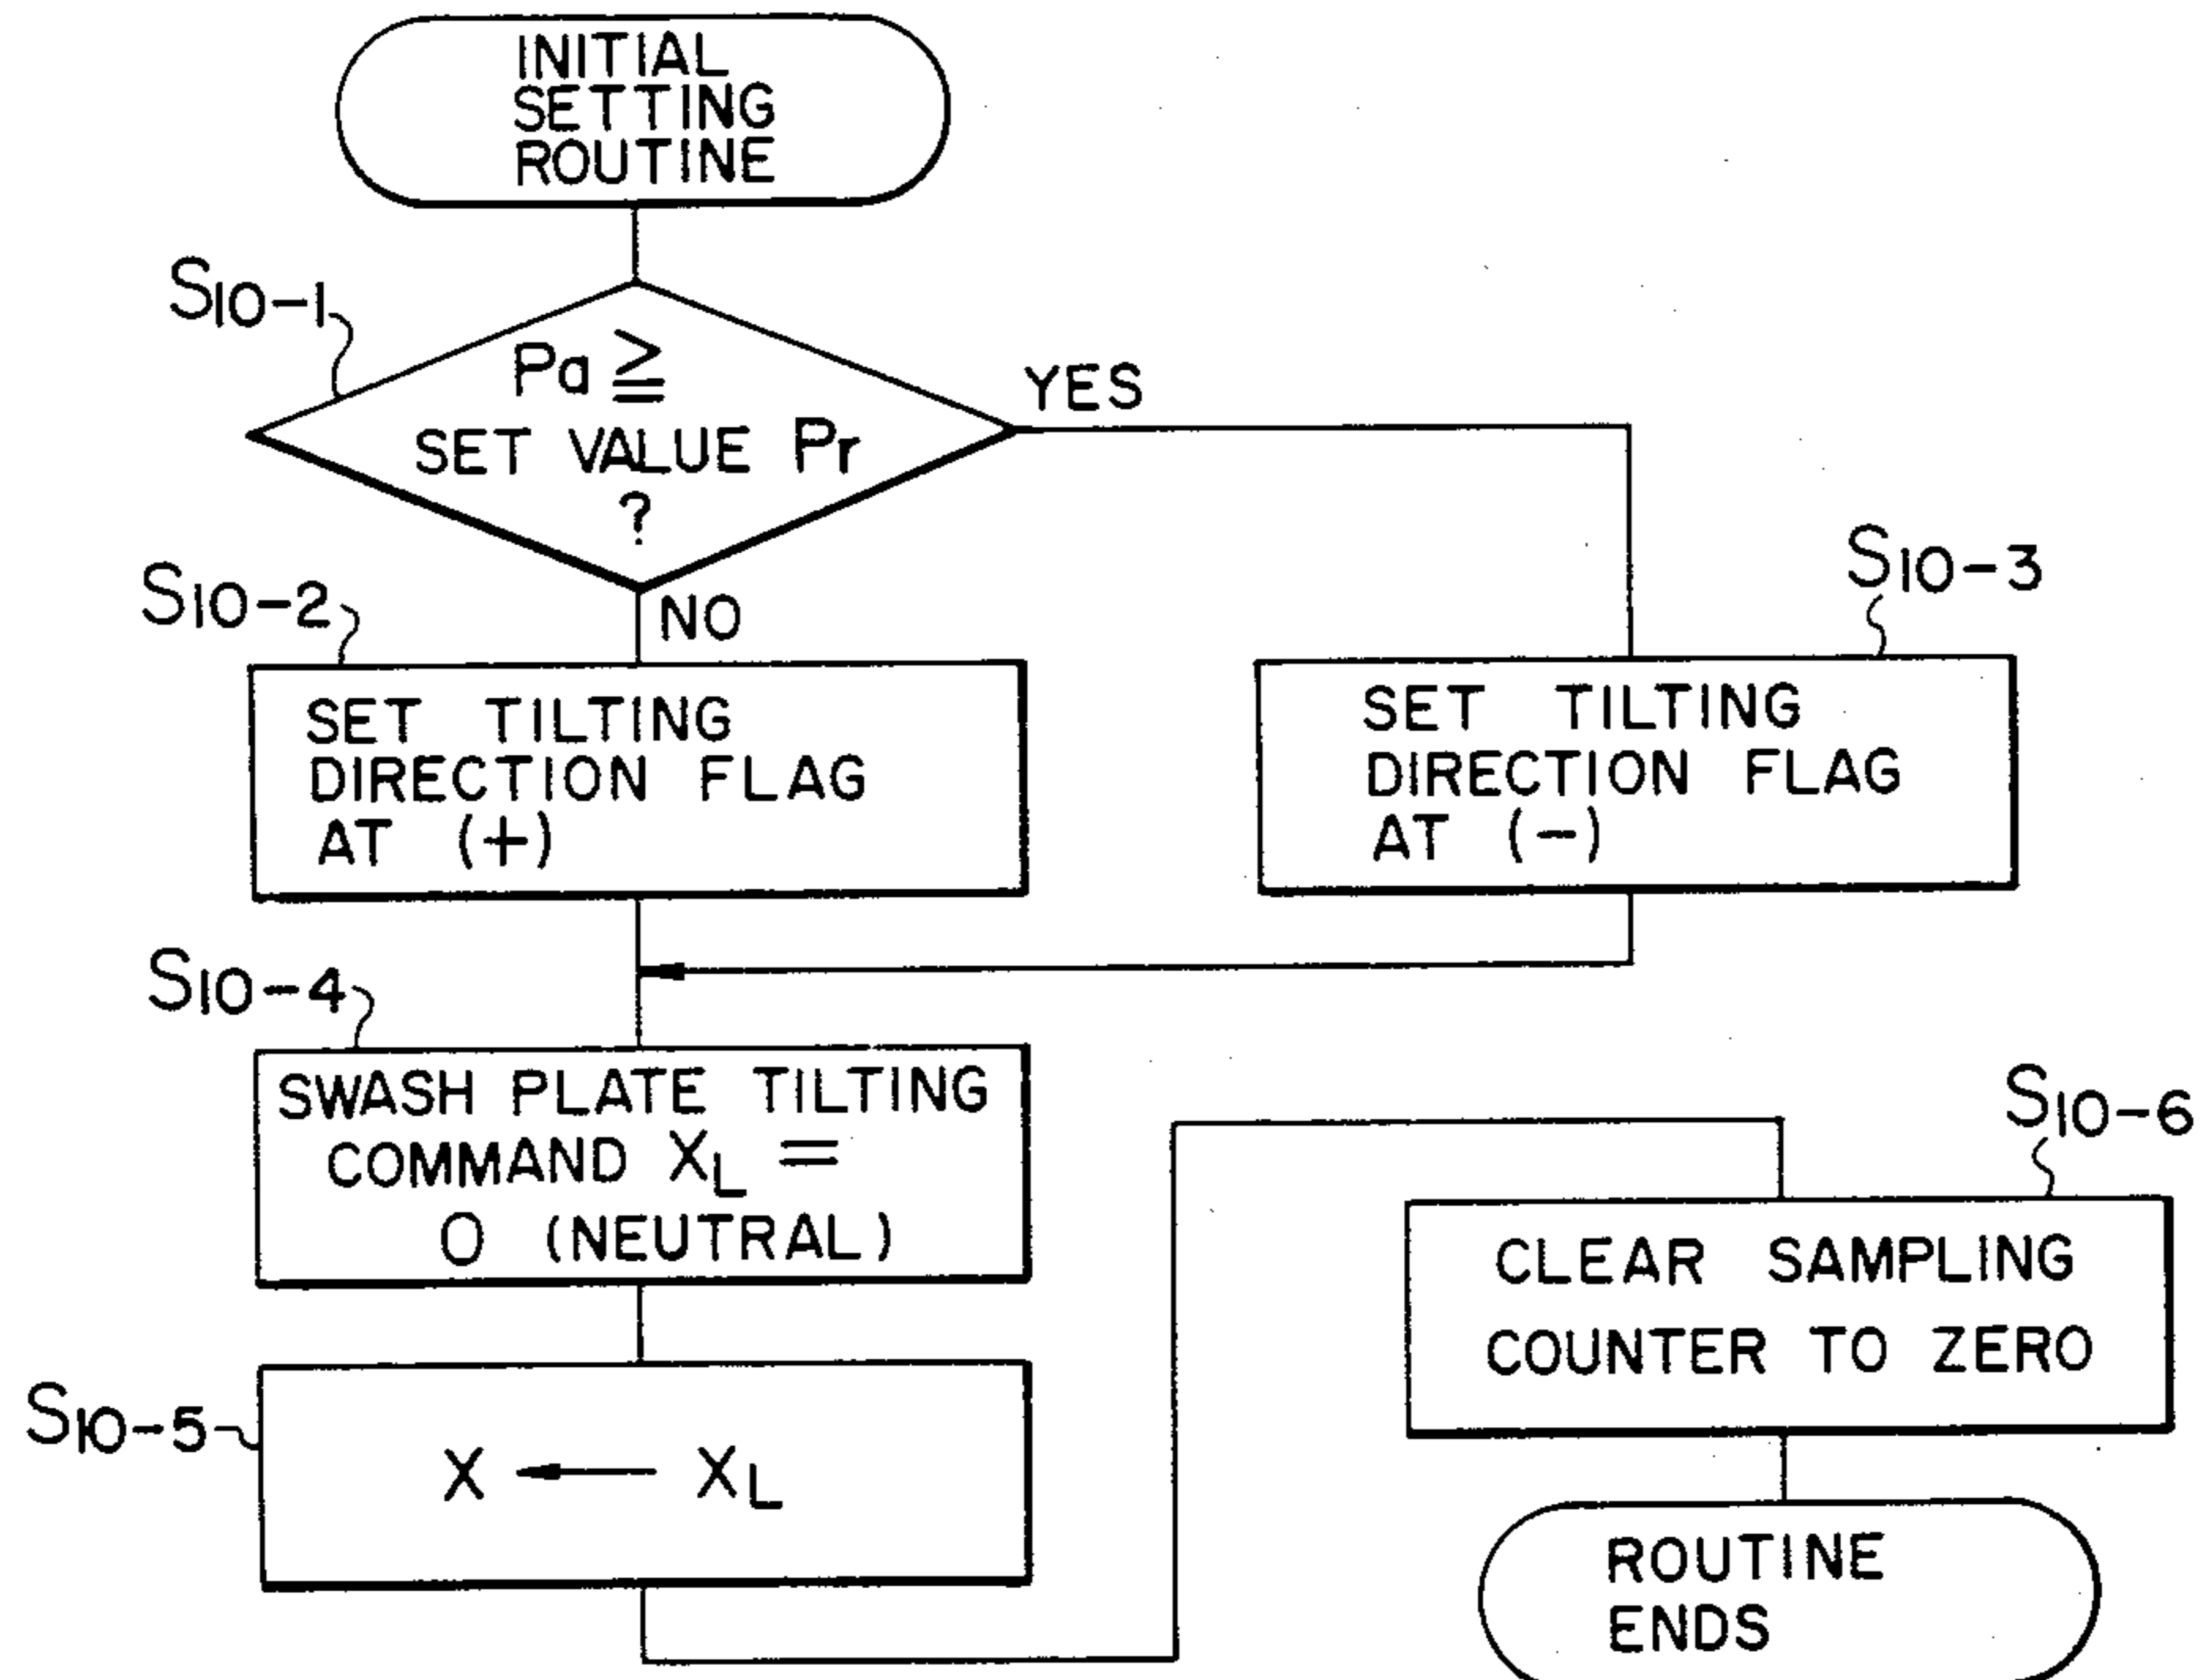 INITIAL
SETTING
ROUTINE
S10-1
Pa ≧
SET VALUE Pr
?
YES
NO
S10-2
SET TILTING
DIRECTION FLAG
AT (+)
S10-3
SET TILTING
DIRECTION FLAG
AT (-)
S10-4
SWASH PLATE TILTING
COMMAND XL =
0 (NEUTRAL)
S10-5
X ← XL
S10-6
CLEAR SAMPLING
COUNTER TO ZERO
ROUTINE
ENDS